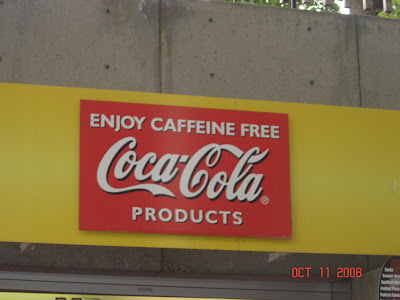 ENJOY CAFFEINE FREE
Coca-Cola®
PRODUCTS
OCT 11 2008